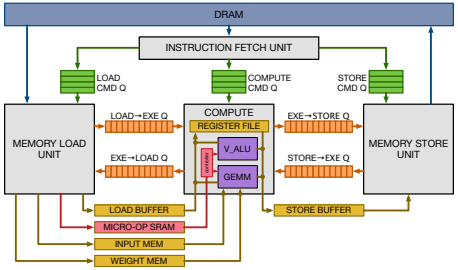 DRAM
INSTRUCTION FETCH UNIT
LOAD
CMD Q
COMPUTE
CMD Q
STORE
CMD Q
MEMORY LOAD
UNIT
LOAD→EXE Q
EXE→LOAD Q
COMPUTE
REGISTER FILE
V_ALU
controller
GEMM
EXE→STORE Q
STORE→EXE Q
MEMORY STORE
UNIT
LOAD BUFFER
MICRO-OP SRAM
INPUT MEM
WEIGHT MEM
STORE BUFFER